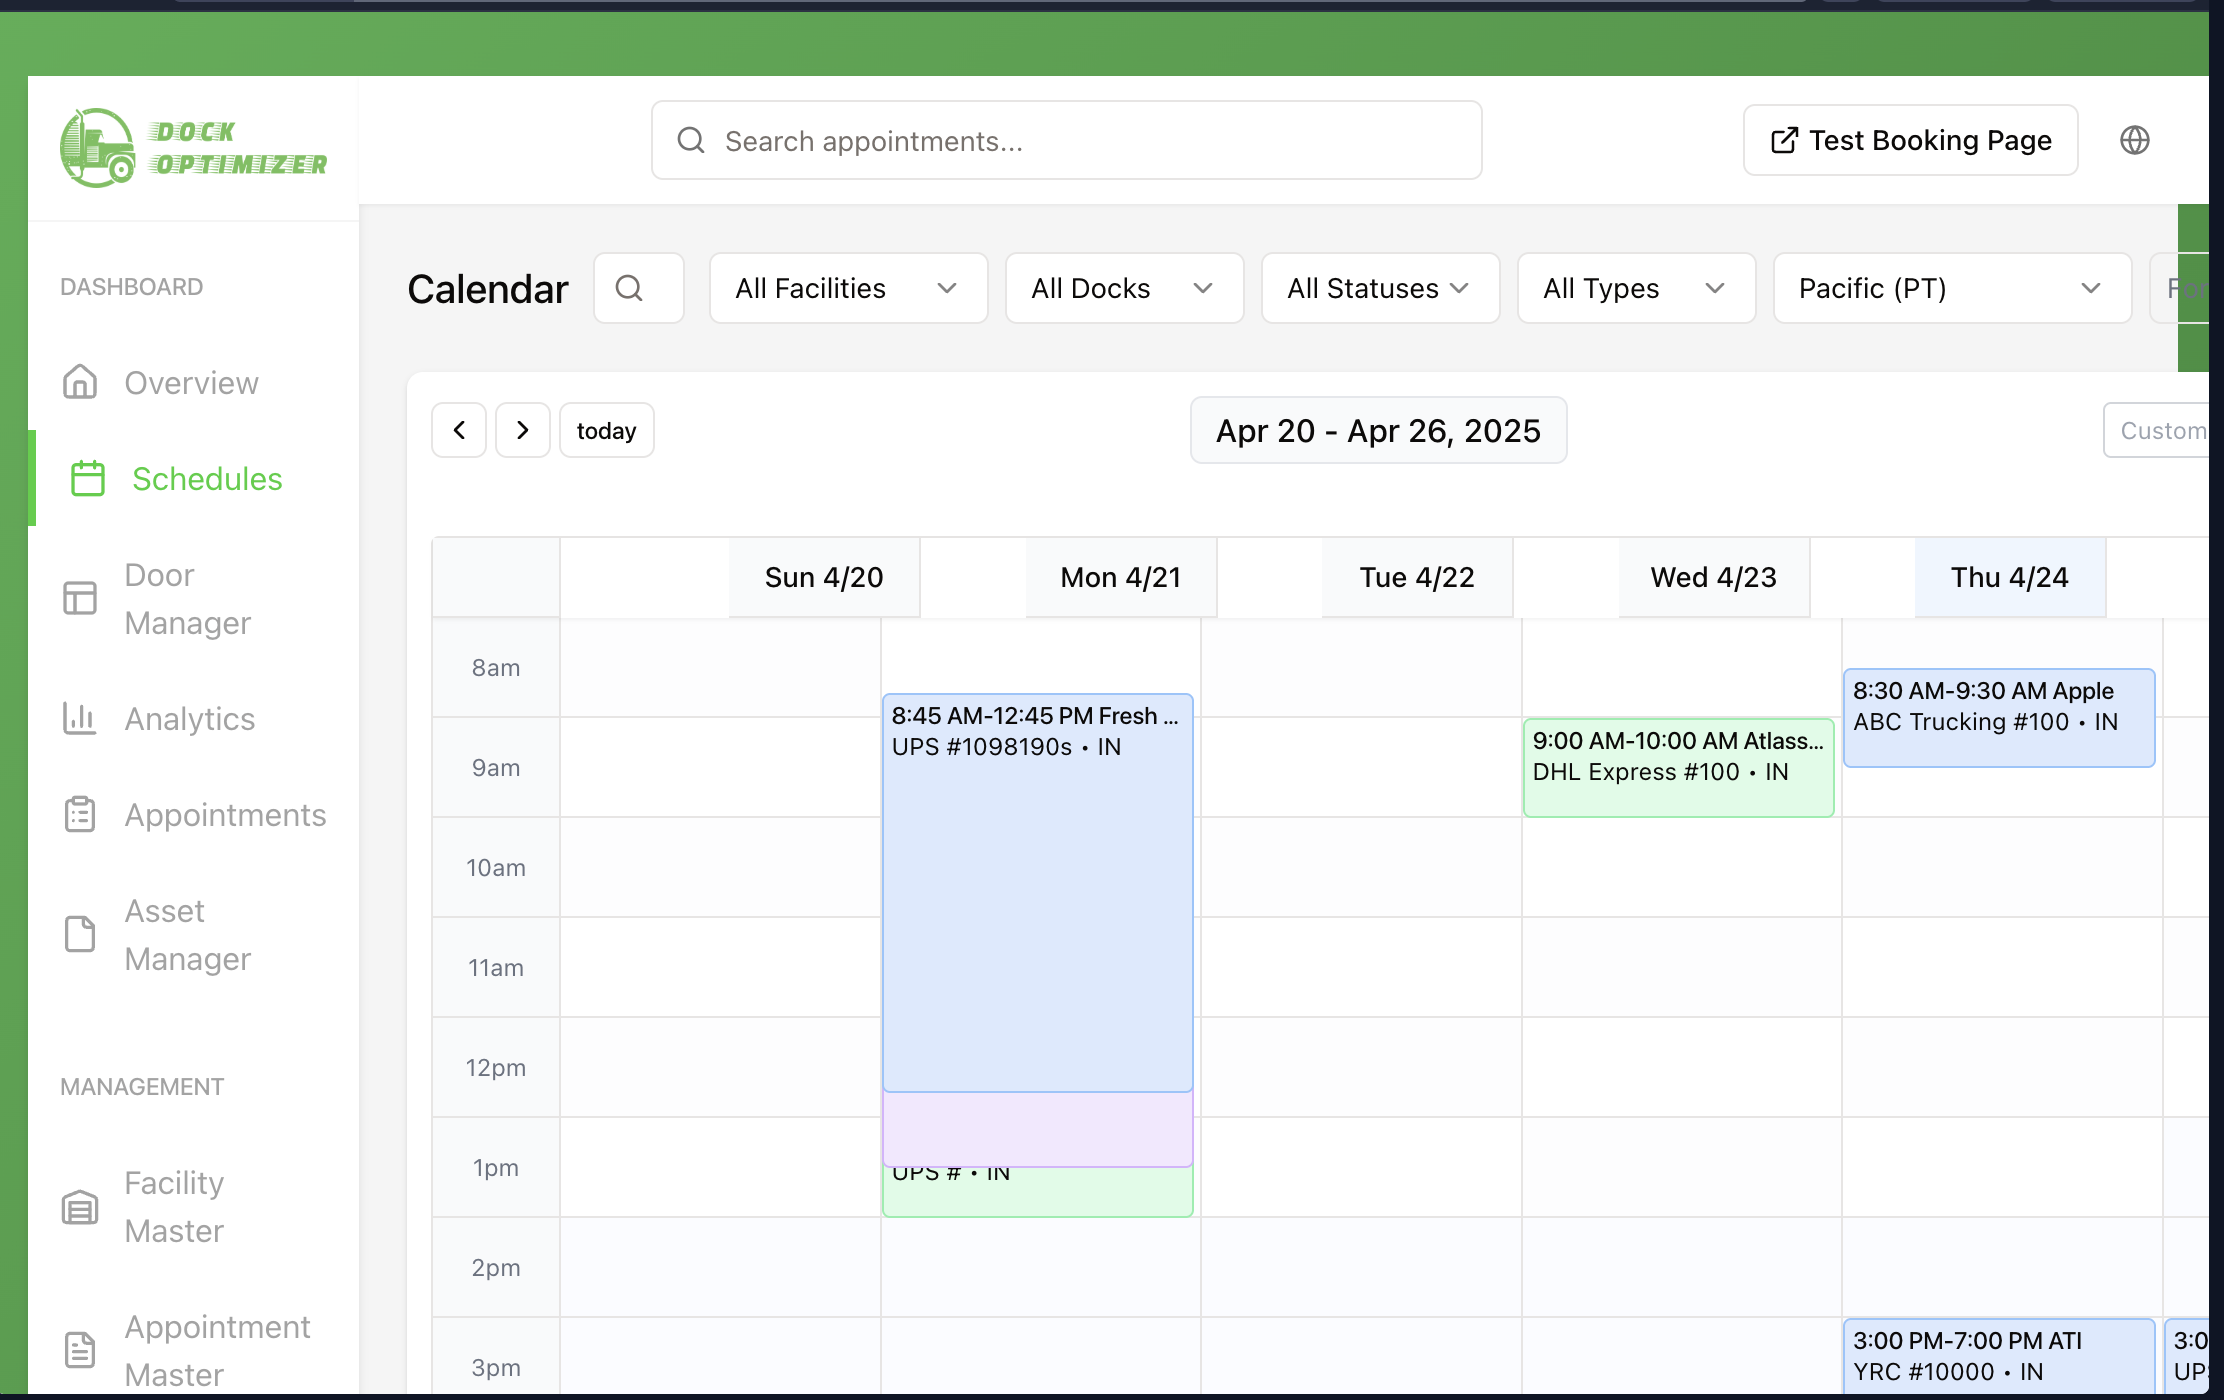 DOCK
OPTIMIZER
Search appointments...
Test Booking Page
DASHBOARD
Overview
Schedules
Door
Manager
Analytics
Appointments
Asset
Manager
MANAGEMENT
Facility
Master
Appointment
Master
Calendar
All Facilities
All Docks
All Statuses
All Types
Pacific (PT)
today
Apr 20 - Apr 26, 2025
Custom
Sun 4/20
Mon 4/21
Tue 4/22
Wed 4/23
Thu 4/24
8am
9am
10am
11am
12pm
1pm
2pm
3pm
8:45 AM-12:45 PM Fresh ...
UPS #1098190s • IN
UPS # • IN
9:00 AM-10:00 AM Atlass...
DHL Express #100 • IN
8:30 AM-9:30 AM Apple
ABC Trucking #100 • IN
3:00 PM-7:00 PM ATI
YRC #10000 • IN
3:0
UP